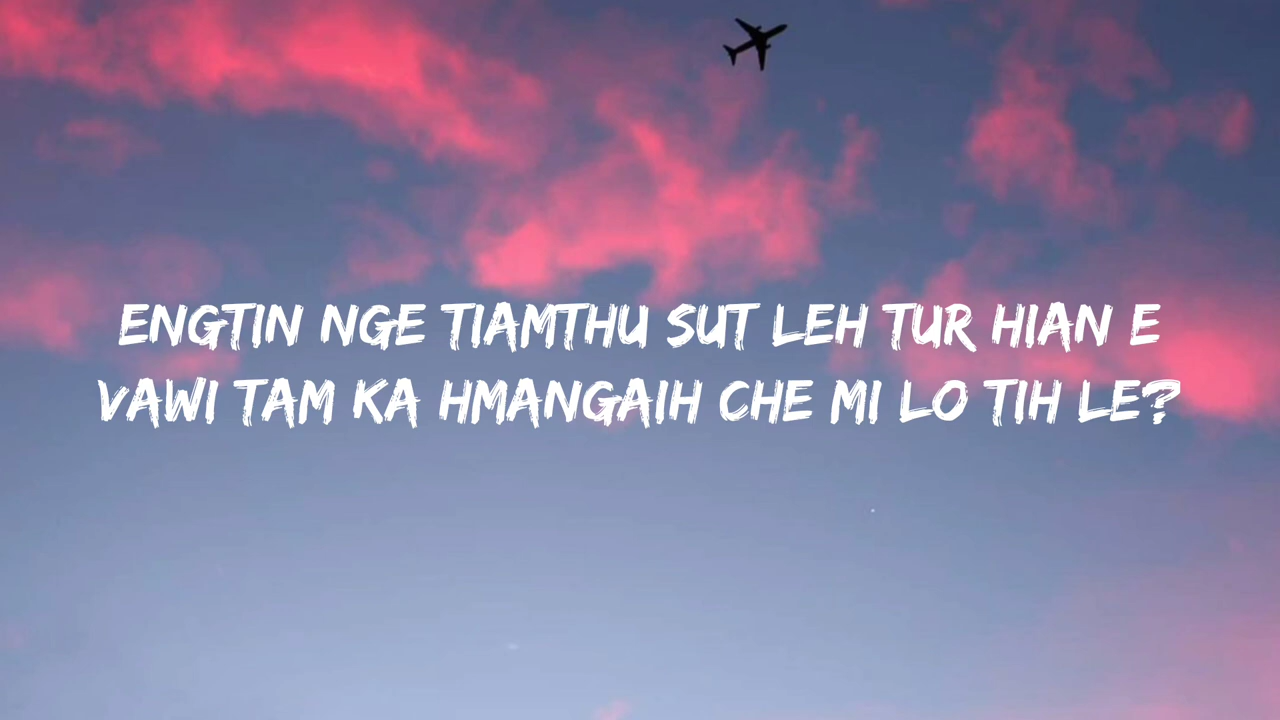 ENGTIN NGE TIAMTHU SUT LEH TUR HIAN E
VAWI TAM KA HMANGAIH CHE MI LO TIH LE?